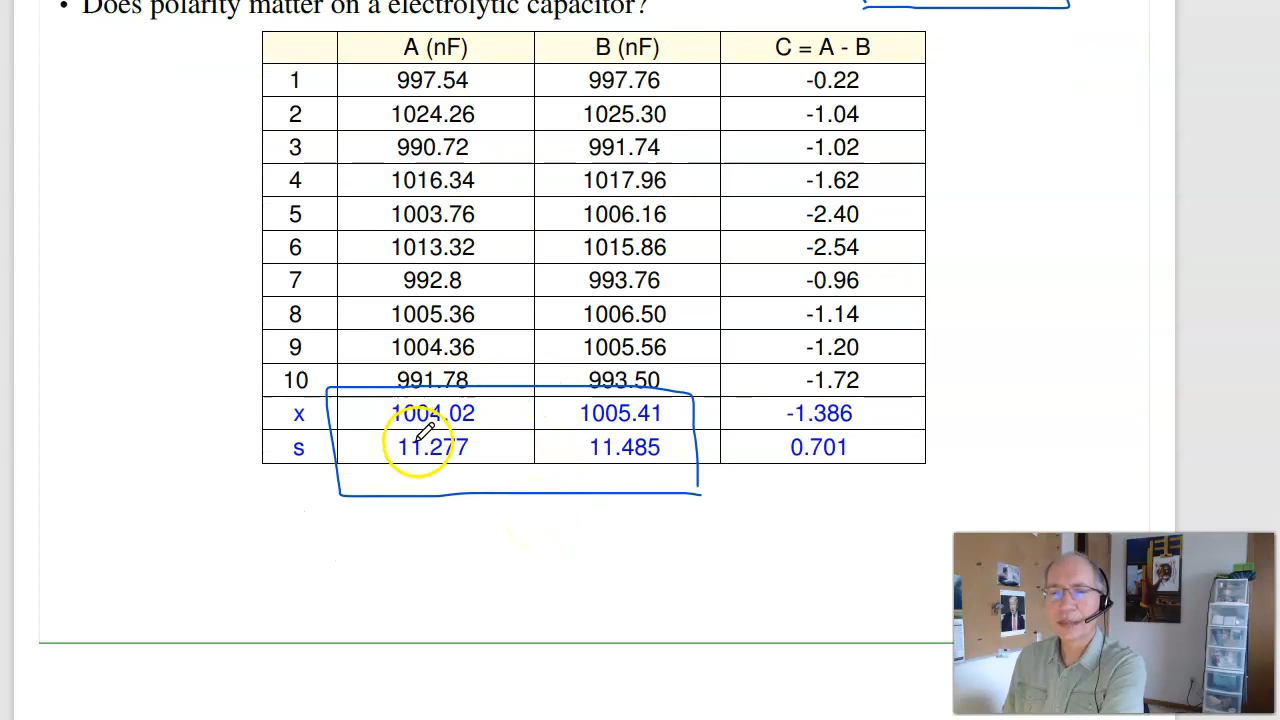 • Does polarity matter on a electrolytic capacitor?
A (nF) B (nF) C = A - B
1 997.54 997.76 -0.22
2 1024.26 1025.30 -1.04
3 990.72 991.74 -1.02
4 1016.34 1017.96 -1.62
5 1003.76 1006.16 -2.40
6 1013.32 1015.86 -2.54
7 992.8 993.76 -0.96
8 1005.36 1006.50 -1.14
9 1004.36 1005.56 -1.20
10 991.78 993.50 -1.72
x 1004.02 1005.41 -1.386
s 11.277 11.485 0.701